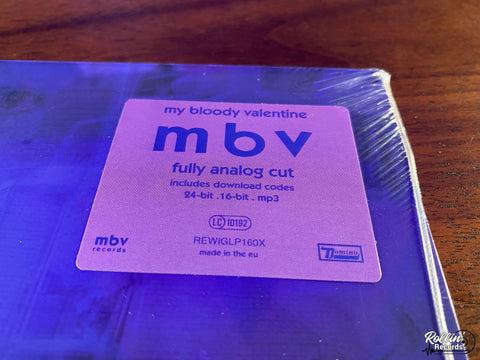 my bloody valentine
mbv
fully analog cut
includes download codes
24-bit . 16-bit . mp3
LC 10192
mbv
records
REWIGLP160X
made in the eu
Domino
Rollin'
Records